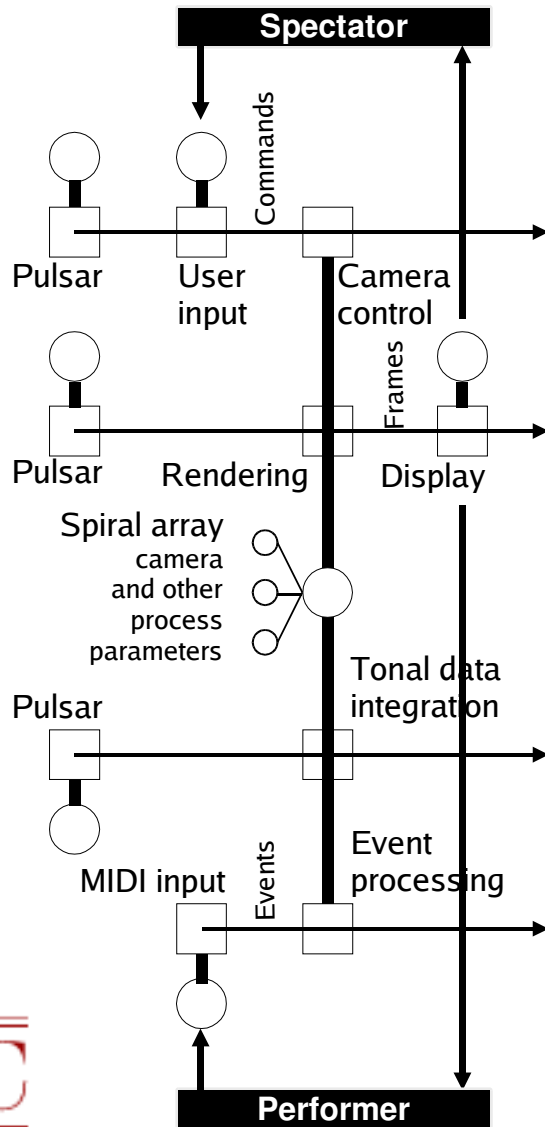 Spectator
Commands
Pulsar
User
input
Camera
control
Frames
Pulsar
Rendering
Display
Spiral array
camera
and other
process
parameters
Tonal data
integration
Pulsar
MIDI input
Events
Event
processing
Performer